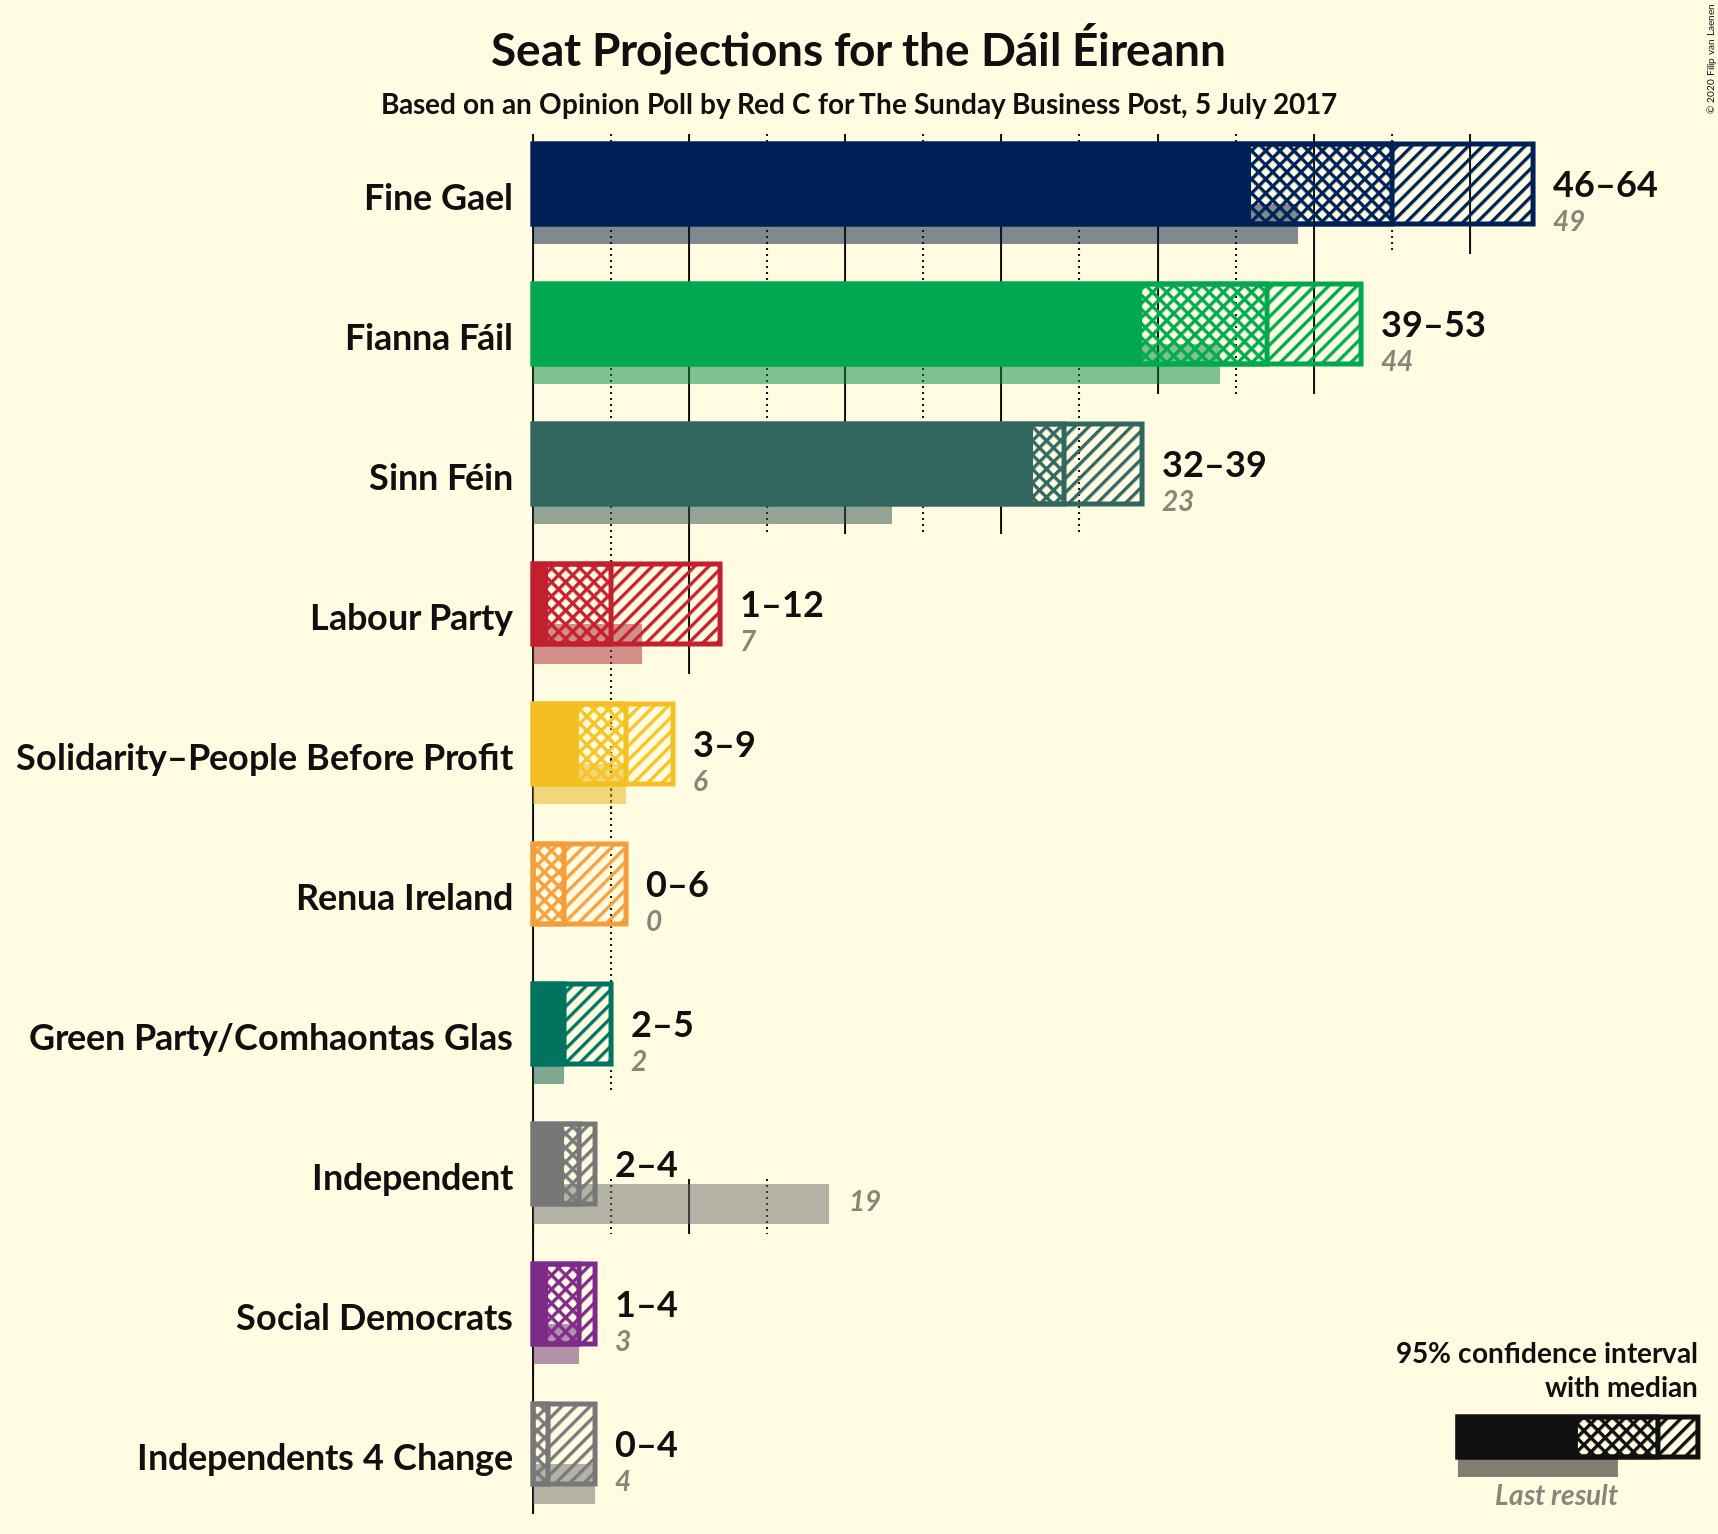 Seat Projections for the Dáil Éireann
Based on an Opinion Poll by Red C for The Sunday Business Post, 5 July 2017
© 2020 Filip van Laenen
Fine Gael
46–64
49
Fianna Fáil
39–53
44
Sinn Féin
32–39
23
Labour Party
1–12
7
Solidarity–People Before Profit
3–9
6
Renua Ireland
0–6
0
Green Party/Comhaontas Glas
2–5
2
Independent
2–4
19
Social Democrats
1–4
3
Independents 4 Change
0–4
4
95% confidence interval
with median
Last result